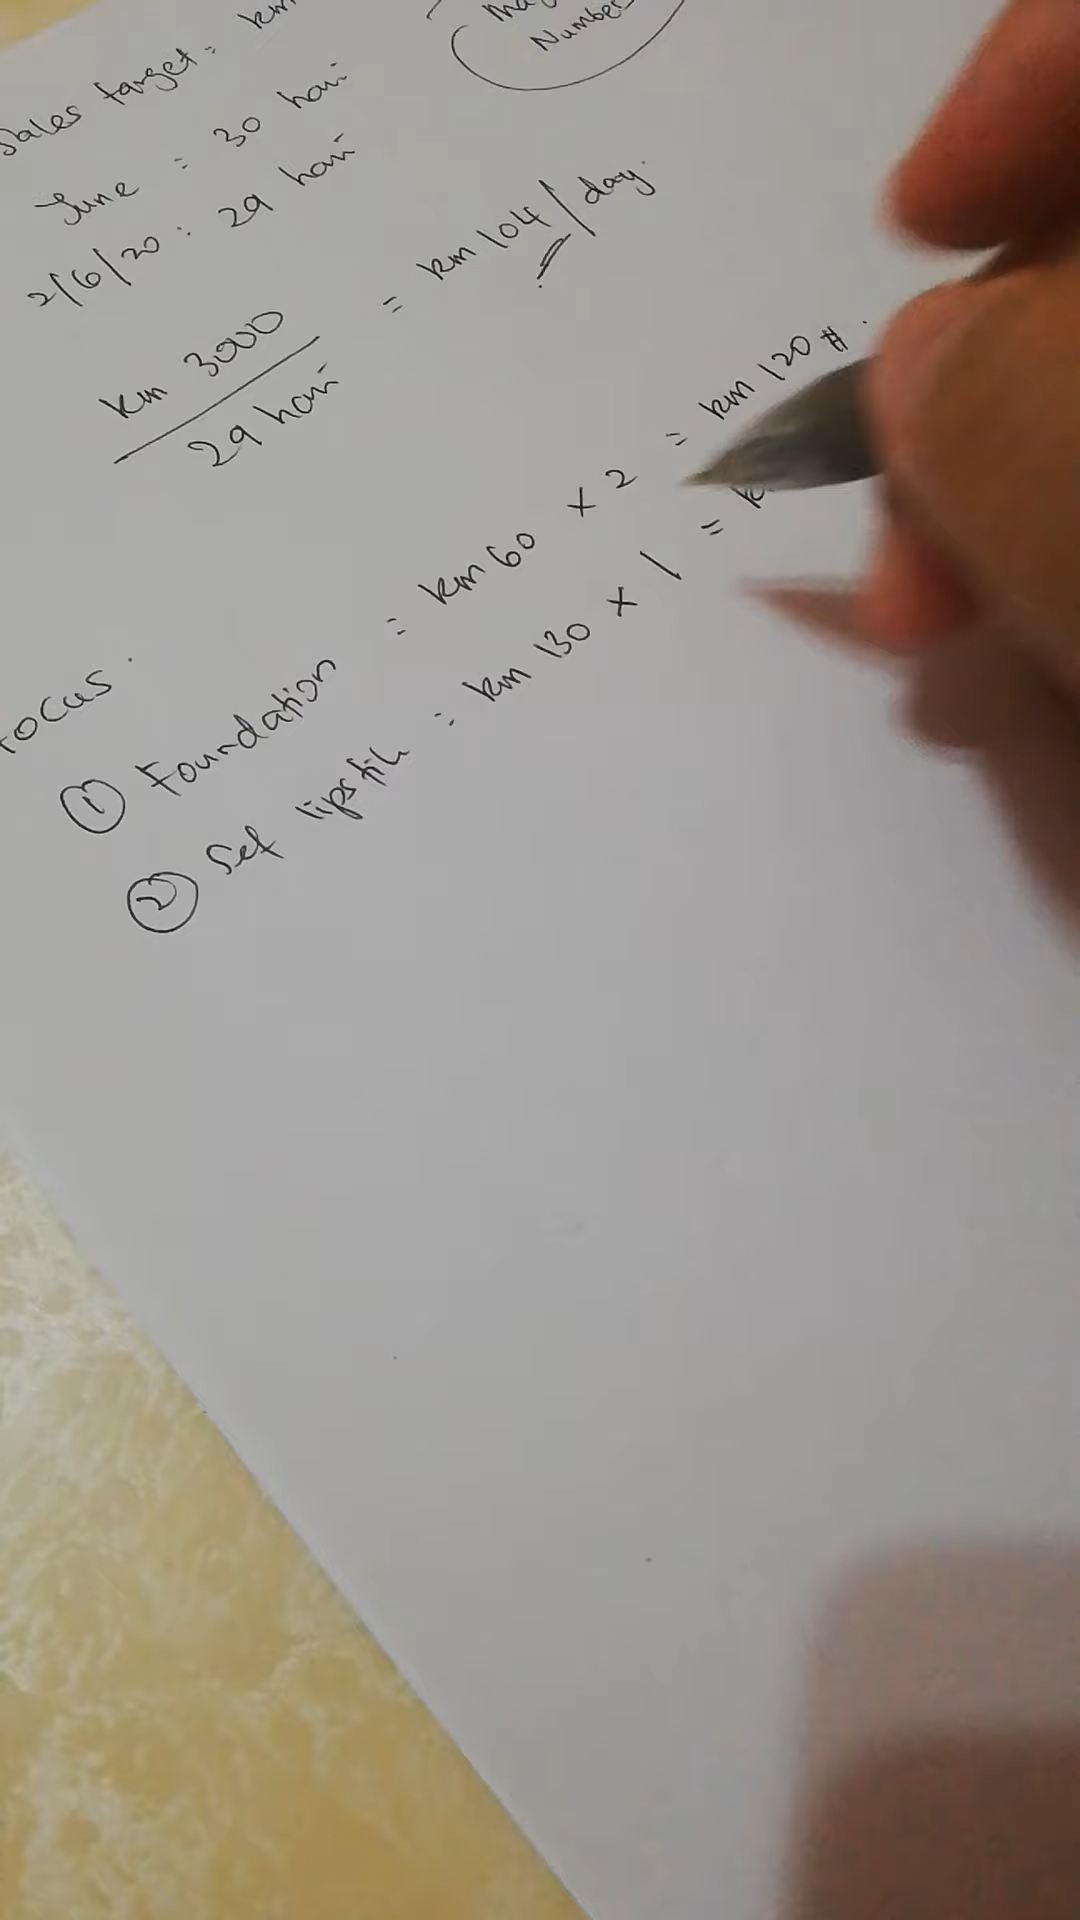 Sales target = RM
Number
June = 30 hari
2/6/20 : 29 hari
RM 3000 = RM 104/day.
29 hari
Focus.
① Foundation = RM 60 x 2 = RM 120 #.
② Set lipstik = RM 130 x 1 =